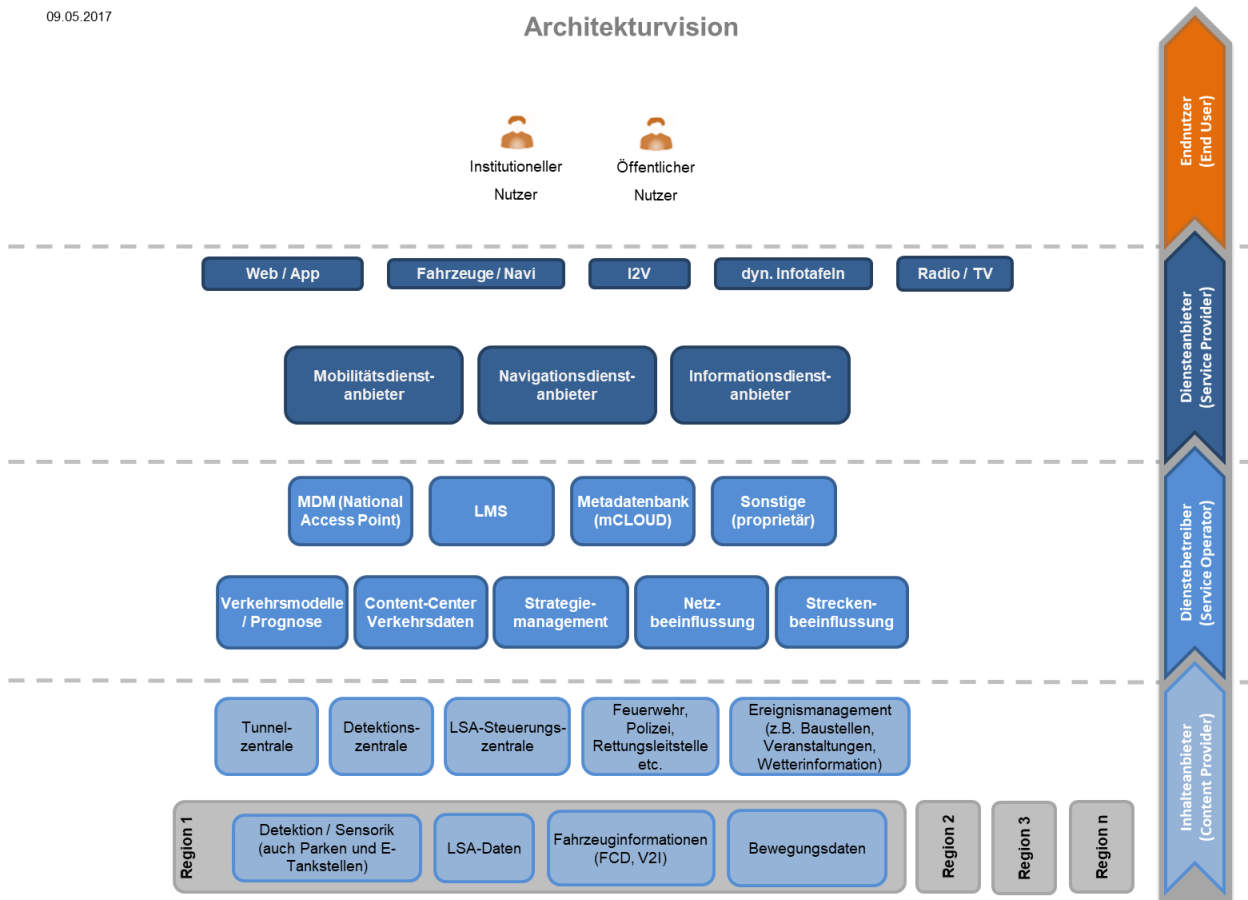 09.05.2017
Architekturvision
Institutioneller
Nutzer
Öffentlicher
Nutzer
Endnutzer
(End User)
Web / App
Fahrzeuge / Navi
I2V
dyn. Infotafeln
Radio / TV
Mobilitätsdienst-
anbieter
Navigationsdienst-
anbieter
Informationsdienst-
anbieter
Diensteanbieter
(Service Provider)
MDM (National
Access Point)
LMS
Metadatenbank
(mCLOUD)
Sonstige
(proprietär)
Verkehrsmodelle
/ Prognose
Content-Center
Verkehrsdaten
Strategie-
management
Netz-
beeinflussung
Strecken-
beeinflussung
Dienstebetreiber
(Service Operator)
Tunnel-
zentrale
Detektions-
zentrale
LSA-Steuerungs-
zentrale
Feuerwehr,
Polizei,
Rettungsleitstelle
etc.
Ereignismanagement
(z.B. Baustellen,
Veranstaltungen,
Wetterinformation)
Region 1
Detektion / Sensorik
(auch Parken und E-
Tankstellen)
LSA-Daten
Fahrzeuginformationen
(FCD, V2I)
Bewegungsdaten
Region 2
Region 3
Region n
Inhalteanbieter
(Content Provider)